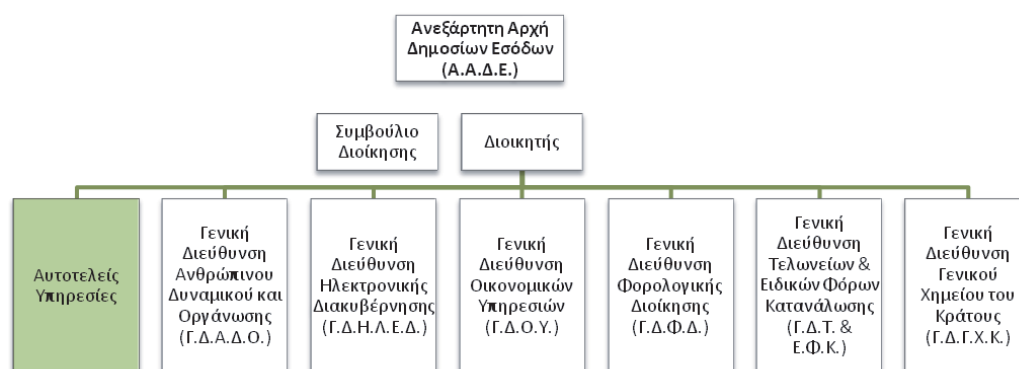 Ανεξάρτητη Αρχή
Δημοσίων Εσόδων
(Α.Α.Δ.Ε.)
Συμβούλιο
Διοίκησης
Διοικητής
Αυτοτελείς
Υπηρεσίες
Γενική
Διεύθυνση
Ανθρώπινου
Δυναμικού και
Οργάνωσης
(Γ.Δ.Α.Δ.Ο.)
Γενική
Διεύθυνση
Ηλεκτρονικής
Διακυβέρνησης
(Γ.Δ.Η.Λ.Ε.Δ.)
Γενική
Διεύθυνση
Οικονομικών
Υπηρεσιών
(Γ.Δ.Ο.Υ.)
Γενική
Διεύθυνση
Φορολογικής
Διοίκησης
(Γ.Δ.Φ.Δ.)
Γενική
Διεύθυνση
Τελωνείων &
Ειδικών Φόρων
Κατανάλωσης
(Γ.Δ.Τ. &
Ε.Φ.Κ.)
Γενική
Διεύθυνση
Γενικού
Χημείου του
Κράτους
(Γ.Δ.Γ.Χ.Κ.)